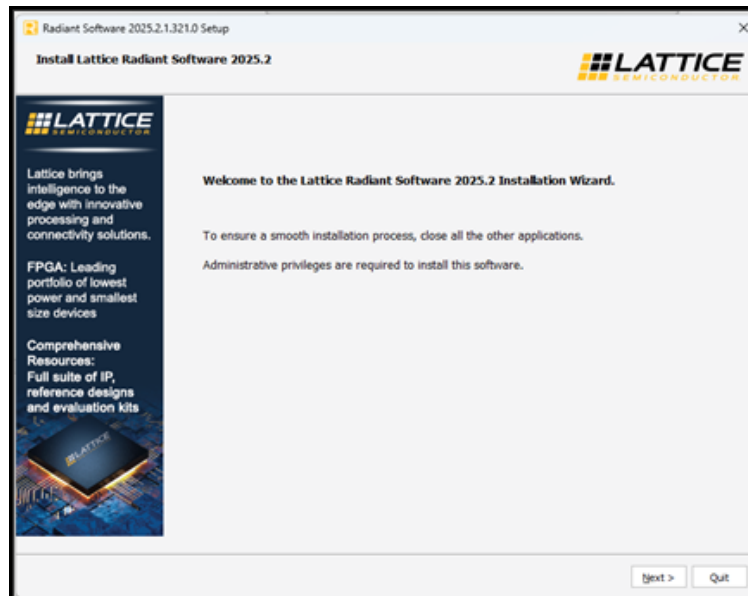 Radiant Software 2025.2.1.321.0 Setup
Install Lattice Radiant Software 2025.2
LATTICE
SEMICONDUCTOR
LATTICE
SEMICONDUCTOR
Lattice brings
intelligence to the
edge with innovative
processing and
connectivity solutions.
FPGA: Leading
portfolio of lowest
power and smallest
size devices
Comprehensive
Resources:
Full suite of IP,
reference designs
and evaluation kits
LATTICE
Welcome to the Lattice Radiant Software 2025.2 Installation Wizard.
To ensure a smooth installation process, close all the other applications.
Administrative privileges are required to install this software.
Next >
Quit